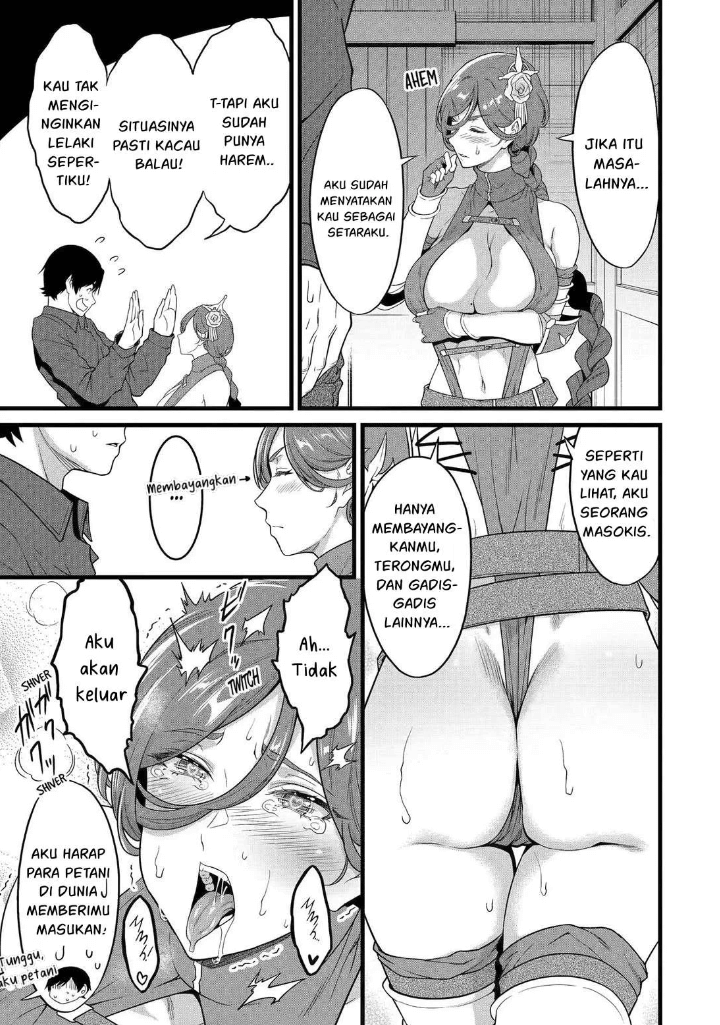 JIKA ITU
MASA-
LAHNYA...
AHEM
AKU SUDAH
MENYATAKAN
KAU SEBAGAI
SETARAKU.
T-TAPI AKU
SUDAH
PUNYA
HAREM..
SITUASINYA
PASTI KACAU
BALAU!
KAU TAK
MENGI-
NGINKAN
LELAKI
SEPER-
TIKU!
SEPERTI
YANG KAU
LIHAT, AKU
SEORANG
MASOKIS.
HANYA
MEMBAYANG-
KANMU,
TERONGMU,
DAN GADIS-
GADIS
LAINNYA...
Membayangkan
...
Ah...
Tidak
TWITCH
Aku
akan
keluar
SHIVER
SHIVER
AKU HARAP
PARA PETANI
DI DUNIA
MEMBERIMU
MASUKAN!
Tunggu,
aku petani